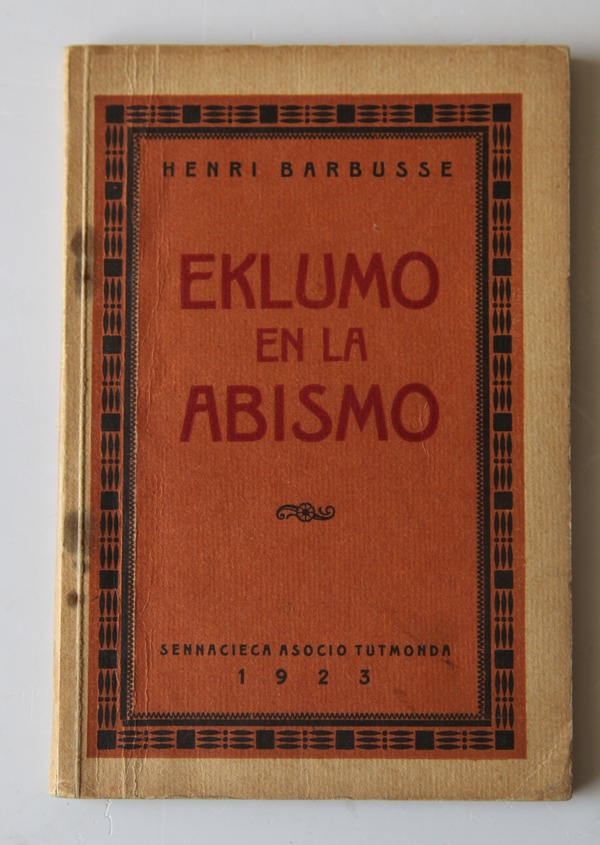 HENRI BARBUSSE
EKLUMO
EN LA
ABISMO
SENNACIECA ASOCIO TUTMONDA
1923